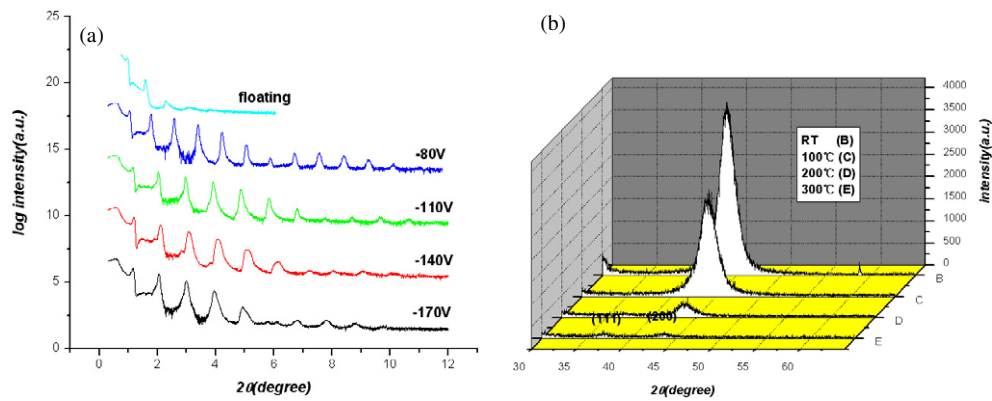 (a)
25
20
15
10
5
0
log intensity(a.u.)
floating
-80V
-110V
-140V
-170V
0 2 4 6 8 10 12
2θ(degree)
(b)
4000
3500
3000
2500
2000
1500
1000
500
0
intensity(a.u.)
RT (B)
100℃ (C)
200℃ (D)
300℃ (E)
B
C
D
E
(111) (200)
30 35 40 45 50 55 60
2θ(degree)